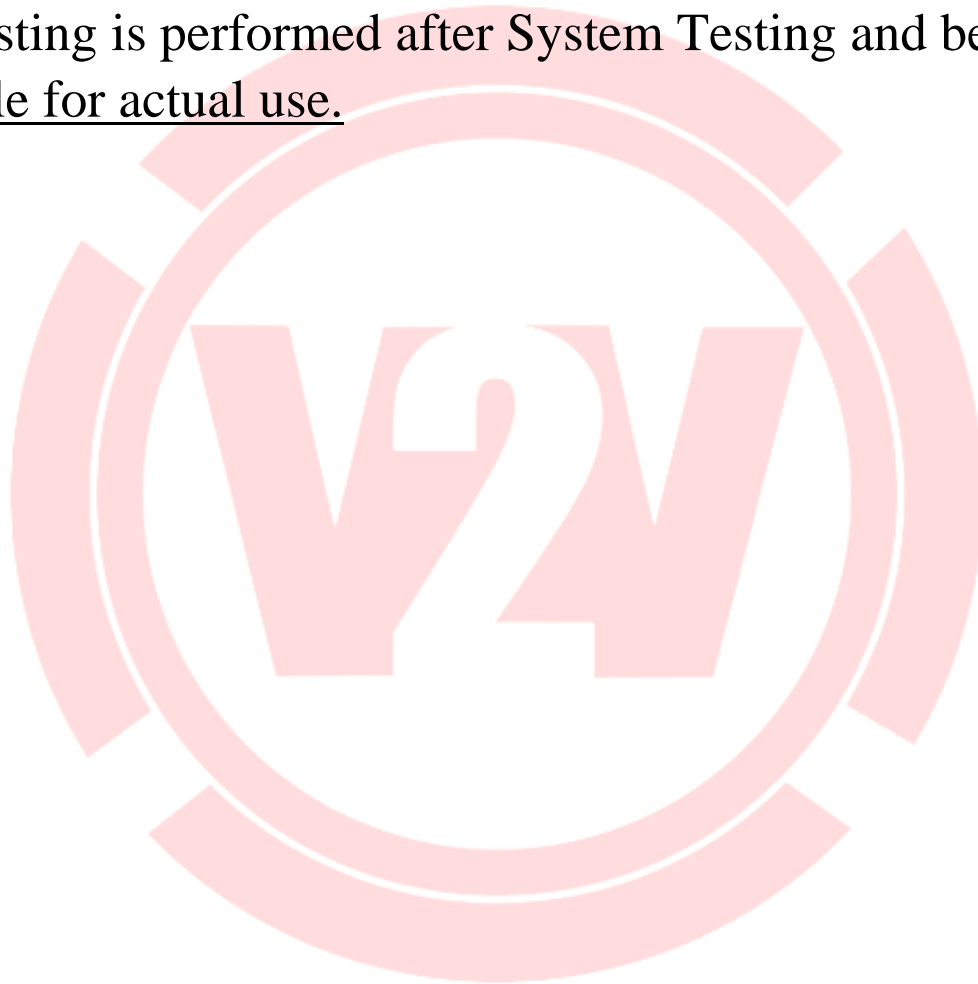 sting is performed after System Testing and be
le for actual use.
V2V